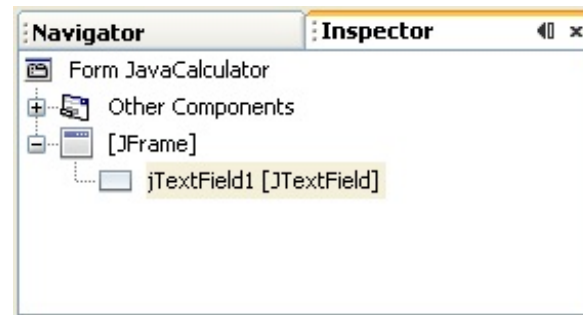 Navigator
Inspector
Form JavaCalculator
Other Components
[JFrame]
jTextField1 [JTextField]